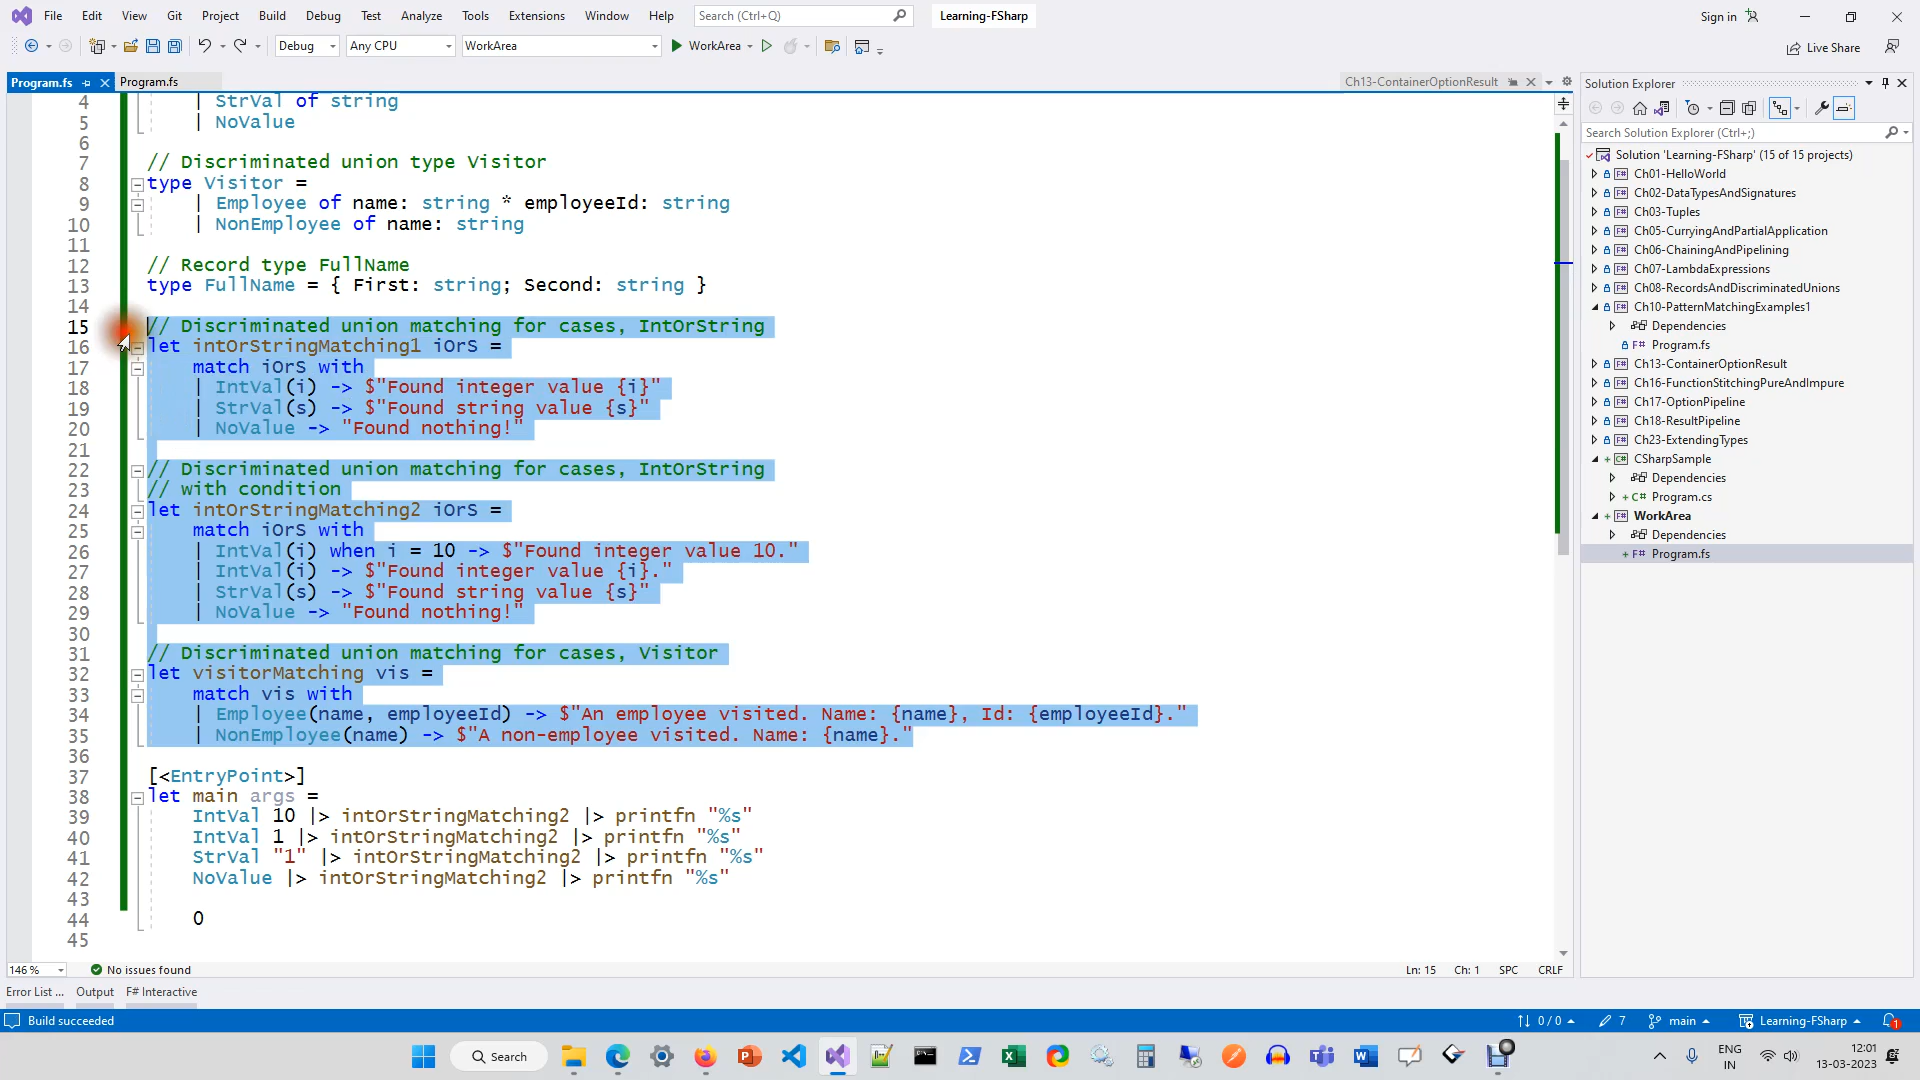 File Edit View Git Project Build Debug Test Analyze Tools Extensions Window Help Search (Ctrl+Q) Learning-FSharp Sign in
Debug Any CPU WorkArea WorkArea Live Share
Program.fs Program.fs Ch13-ContainerOptionResult
4 | StrVal of string
5 | NoValue
6
7 // Discriminated union type Visitor
8 type Visitor =
9 | Employee of name: string * employeeId: string
10 | NonEmployee of name: string
11
12 // Record type FullName
13 type FullName = { First: string; Second: string }
14
15 // Discriminated union matching for cases, IntOrString
16 let intOrStringMatching1 iOrS =
17 match iOrS with
18 | IntVal(i) -> $"Found integer value {i}"
19 | StrVal(s) -> $"Found string value {s}"
20 | NoValue -> "Found nothing!"
21
22 // Discriminated union matching for cases, IntOrString
23 // with condition
24 let intOrStringMatching2 iOrS =
25 match iOrS with
26 | IntVal(i) when i = 10 -> $"Found integer value 10."
27 | IntVal(i) -> $"Found integer value {i}."
28 | StrVal(s) -> $"Found string value {s}"
29 | NoValue -> "Found nothing!"
30
31 // Discriminated union matching for cases, Visitor
32 let visitorMatching vis =
33 match vis with
34 | Employee(name, employeeId) -> $"An employee visited. Name: {name}, Id: {employeeId}."
35 | NonEmployee(name) -> $"A non-employee visited. Name: {name}."
36
37 [<EntryPoint>]
38 let main args =
39 IntVal 10 |> intOrStringMatching2 |> printfn "%s"
40 IntVal 1 |> intOrStringMatching2 |> printfn "%s"
41 StrVal "1" |> intOrStringMatching2 |> printfn "%s"
42 NoValue |> intOrStringMatching2 |> printfn "%s"
43
44 0
45
146 % No issues found Ln: 15 Ch: 1 SPC CRLF
Error List ... Output F# Interactive
Solution Explorer
Search Solution Explorer (Ctrl+;)
Solution 'Learning-FSharp' (15 of 15 projects)
Ch01-HelloWorld
Ch02-DataTypesAndSignatures
Ch03-Tuples
Ch05-CurryingAndPartialApplication
Ch06-ChainingAndPipelining
Ch07-LambdaExpressions
Ch08-RecordsAndDiscriminatedUnions
Ch10-PatternMatchingExamples1
Dependencies
F# Program.fs
Ch13-ContainerOptionResult
Ch16-FunctionStitchingPureAndImpure
Ch17-OptionPipeline
Ch18-ResultPipeline
Ch23-ExtendingTypes
CSharpSample
Dependencies
C# Program.cs
WorkArea
Dependencies
F# Program.fs
Build succeeded 0 / 0 7 main Learning-FSharp 1
Search ENG IN 12:01 13-03-2023